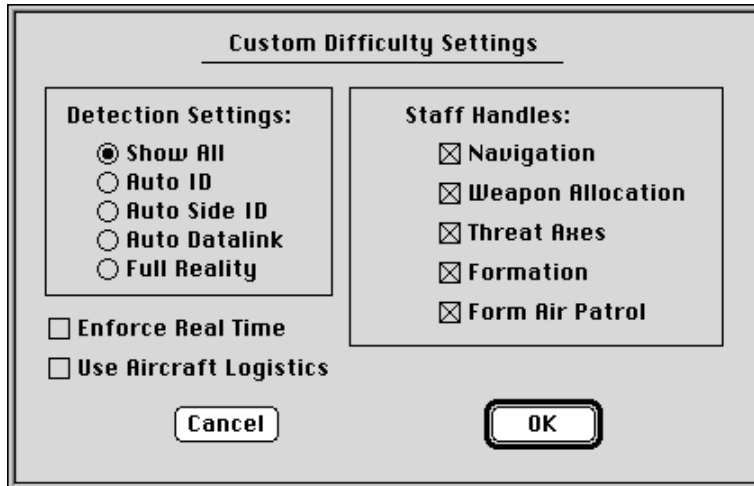 Custom Difficulty Settings
Detection Settings:
Show All
Auto ID
Auto Side ID
Auto Datalink
Full Reality
Enforce Real Time
Use Aircraft Logistics
Staff Handles:
Navigation
Weapon Allocation
Threat Axes
Formation
Form Air Patrol
Cancel
OK